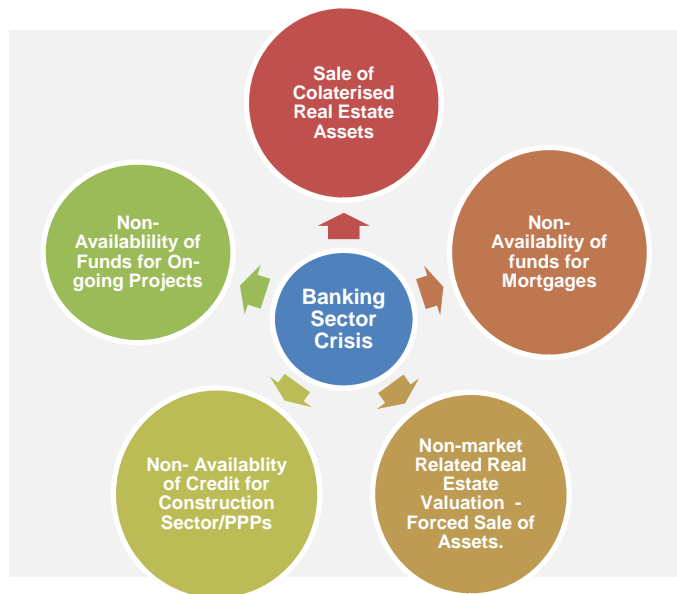 Sale of
Colaterised
Real Estate
Assets
Non-
Availablility of
Funds for On-
going Projects
Non-
Availablity of
funds for
Mortgages
Banking
Sector
Crisis
Non- Availablity
of Credit for
Construction
Sector/PPPs
Non-market
Related Real
Estate
Valuation -
Forced Sale of
Assets.